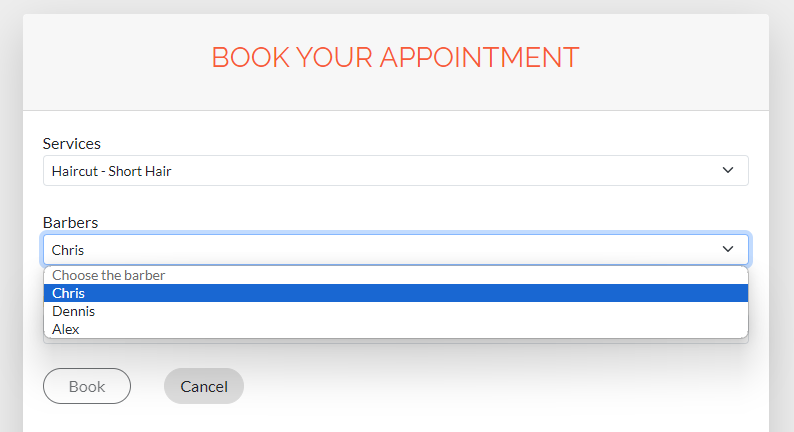 BOOK YOUR APPOINTMENT
Services
Haircut - Short Hair
Barbers
Chris
Choose the barber
Chris
Dennis
Alex
Book Cancel